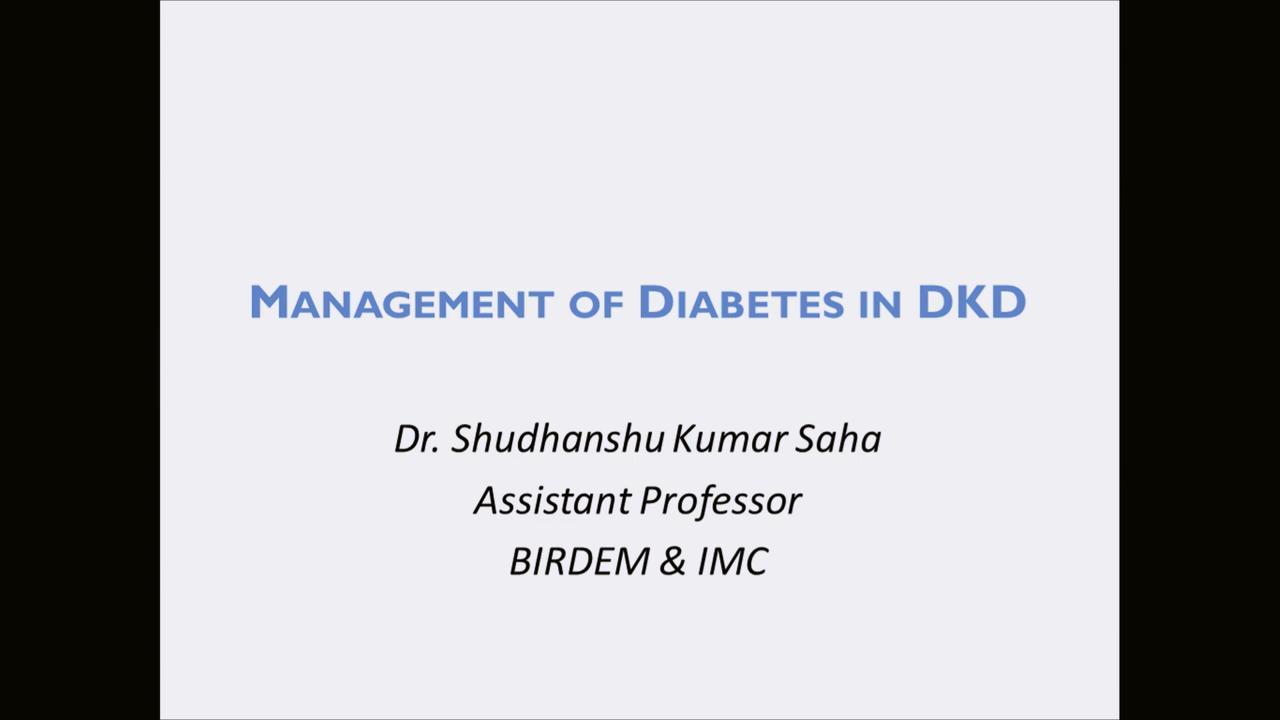 MANAGEMENT OF DIABETES IN DKD
Dr. Shudhanshu Kumar Saha
Assistant Professor
BIRDEM & IMC